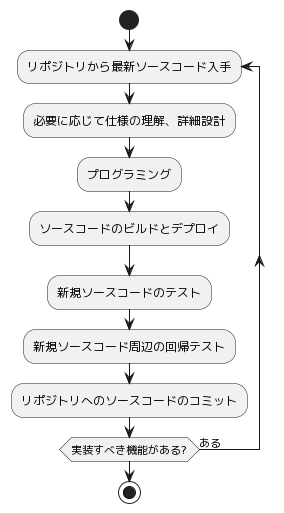 リポジトリから最新ソースコード入手
必要に応じて仕様の理解、詳細設計
プログラミング
ソースコードのビルドとデプロイ
新規ソースコードのテスト
新規ソースコード周辺の回帰テスト
リポジトリへのソースコードのコミット
実装すべき機能がある?
ある